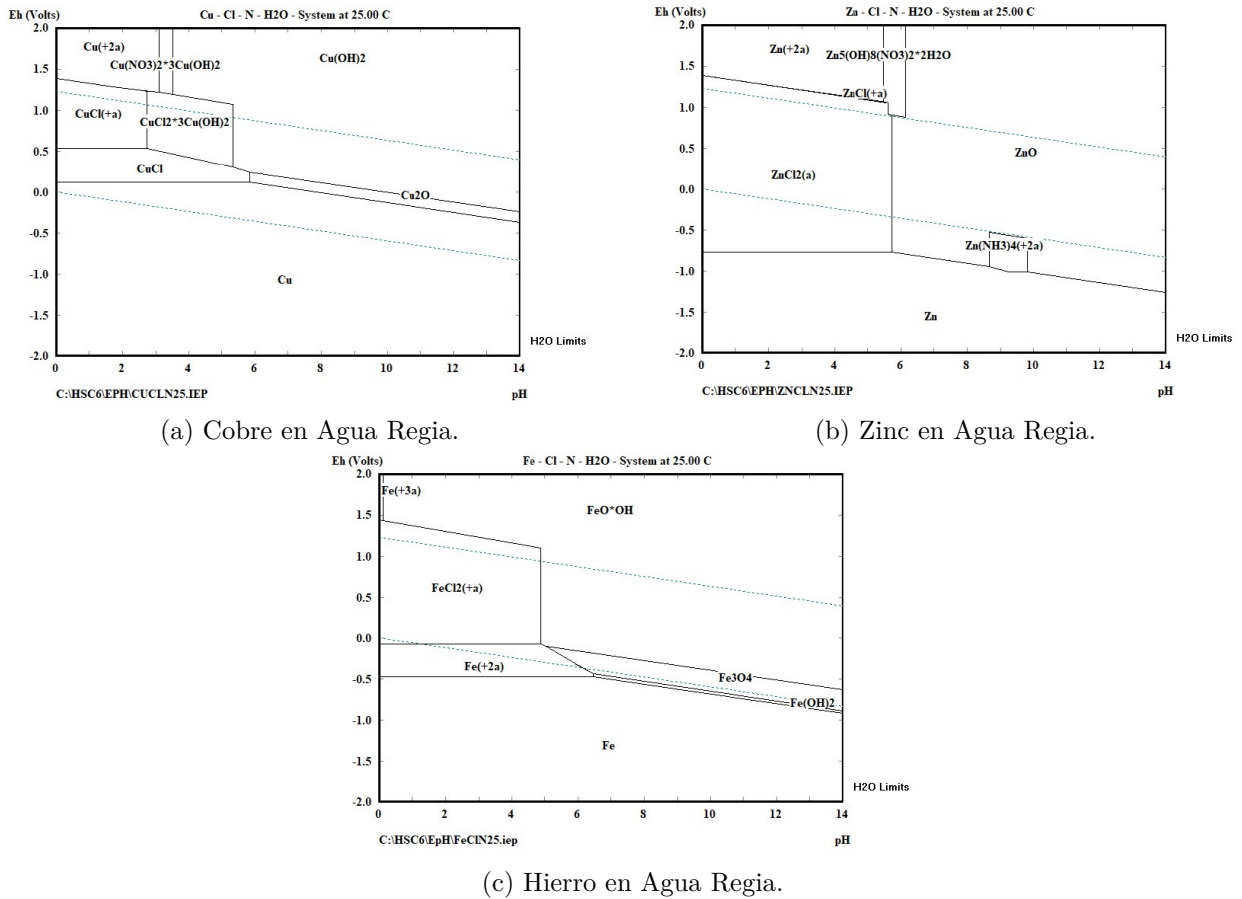 Eh (Volts) Cu - Cl - N - H2O - System at 25.00 C
2.0
1.5
1.0
0.5
0.0
-0.5
-1.0
-1.5
-2.0
Cu(+2a)
Cu(NO3)2*3Cu(OH)2
Cu(OH)2
CuCl(+a)
CuCl2*3Cu(OH)2
CuCl
Cu2O
Cu
H2O Limits
0 2 4 6 8 10 12 14
C:\HSC6\EPH\CUCLN25.IEP pH
(a) Cobre en Agua Regia.
Eh (Volts) Zn - Cl - N - H2O - System at 25.00 C
2.0
1.5
1.0
0.5
0.0
-0.5
-1.0
-1.5
-2.0
Zn(+2a)
Zn5(OH)8(NO3)2*2H2O
ZnCl(+a)
ZnO
ZnCl2(a)
Zn(NH3)4(+2a)
Zn
H2O Limits
0 2 4 6 8 10 12 14
C:\HSC6\EPH\ZNCLN25.IEP pH
(b) Zinc en Agua Regia.
Eh (Volts) Fe - Cl - N - H2O - System at 25.00 C
2.0
1.5
1.0
0.5
0.0
-0.5
-1.0
-1.5
-2.0
Fe(+3a)
FeO*OH
FeCl2(+a)
Fe(+2a)
Fe3O4
Fe(OH)2
Fe
H2O Limits
0 2 4 6 8 10 12 14
C:\HSC6\EpH\FeClN25.iep pH
(c) Hierro en Agua Regia.